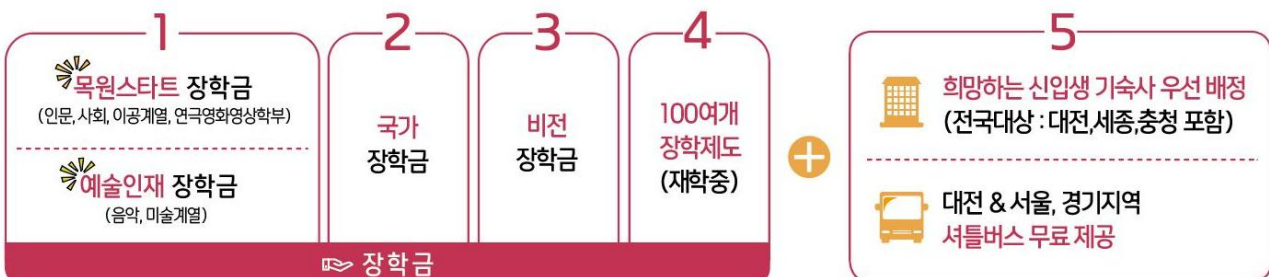 1
목원스타트 장학금
(인문, 사회, 이공계열, 연극영화영상학부)
예술인재 장학금
(음악, 미술계열)
2
국가
장학금
3
비전
장학금
4
100여개
장학제도
(재학중)
장학금
5
희망하는 신입생 기숙사 우선 배정
(전국대상 : 대전,세종,충청 포함)
대전 & 서울, 경기지역
셔틀버스 무료 제공